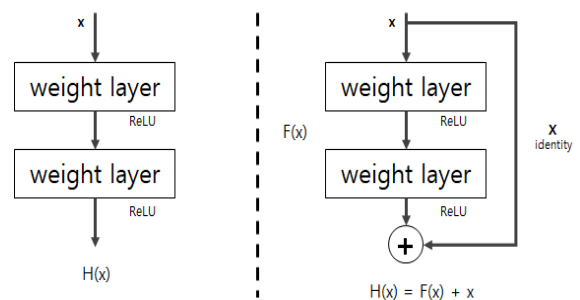 x
weight layer
ReLU
weight layer
ReLU
H(x)
x
weight layer
ReLU
F(x)
x
identity
weight layer
ReLU
+
H(x) = F(x) + x